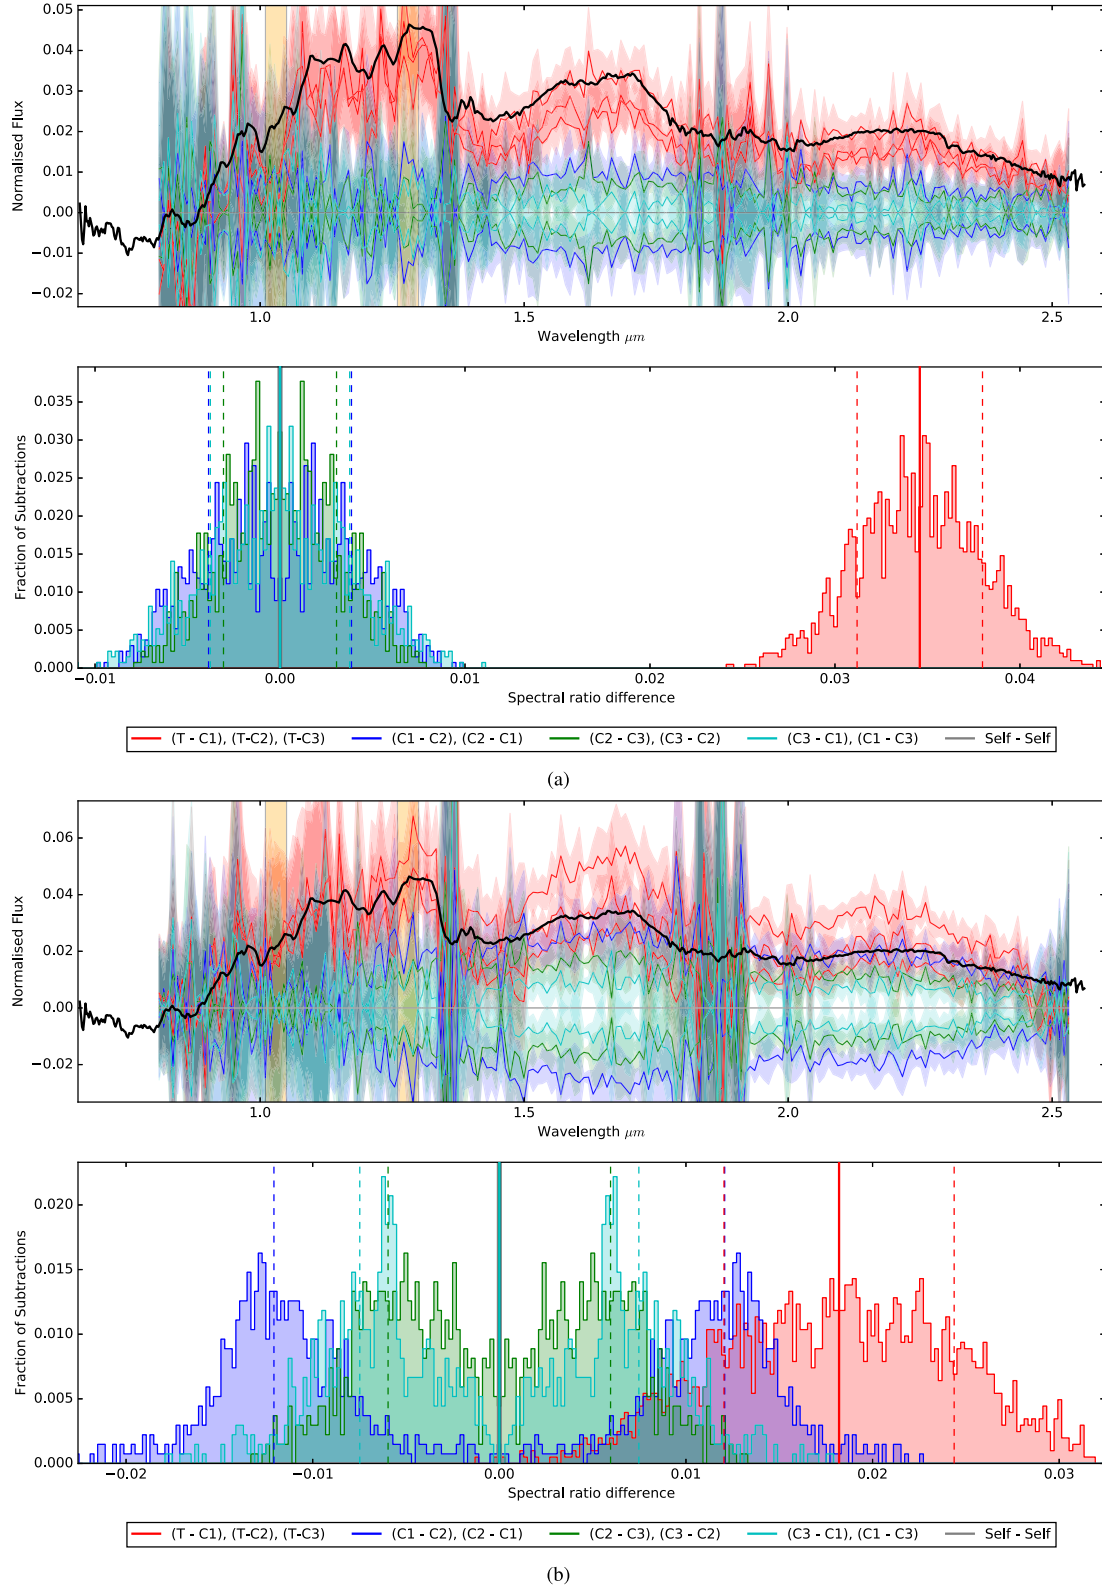 0.05
0.04
0.03
0.02
0.01
0.00
−0.01
−0.02
Normalised Flux
1.0 1.5 2.0 2.5
Wavelength μm
0.035
0.030
0.025
0.020
0.015
0.010
0.005
0.000
Fraction of Subtractions
−0.01 0.00 0.01 0.02 0.03 0.04
Spectral ratio difference
(T - C1), (T-C2), (T-C3) (C1 - C2), (C2 - C1) (C2 - C3), (C3 - C2) (C3 - C1), (C1 - C3) Self - Self
(a)
0.06
0.04
0.02
0.00
−0.02
Normalised Flux
1.0 1.5 2.0 2.5
Wavelength μm
0.020
0.015
0.010
0.005
0.000
Fraction of Subtractions
−0.02 −0.01 0.00 0.01 0.02 0.03
Spectral ratio difference
(T - C1), (T-C2), (T-C3) (C1 - C2), (C2 - C1) (C2 - C3), (C3 - C2) (C3 - C1), (C1 - C3) Self - Self
(b)